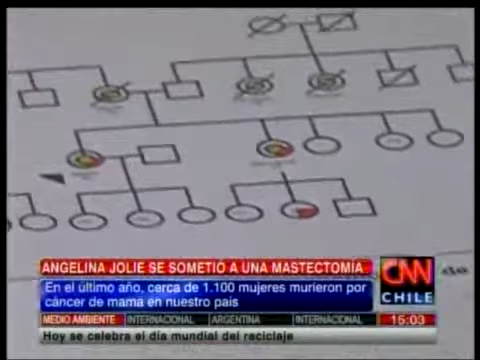 ANGELINA JOLIE SE SOMETIÓ A UNA MASTECTOMÍA
En el último año, cerca de 1.100 mujeres murieron por
cáncer de mama en nuestro país
CNN
CHILE
MEDIO AMBIENTE INTERNACIONAL ARGENTINA INTERNACIONAL 15:03
Hoy se celebra el día mundial del reciclaje